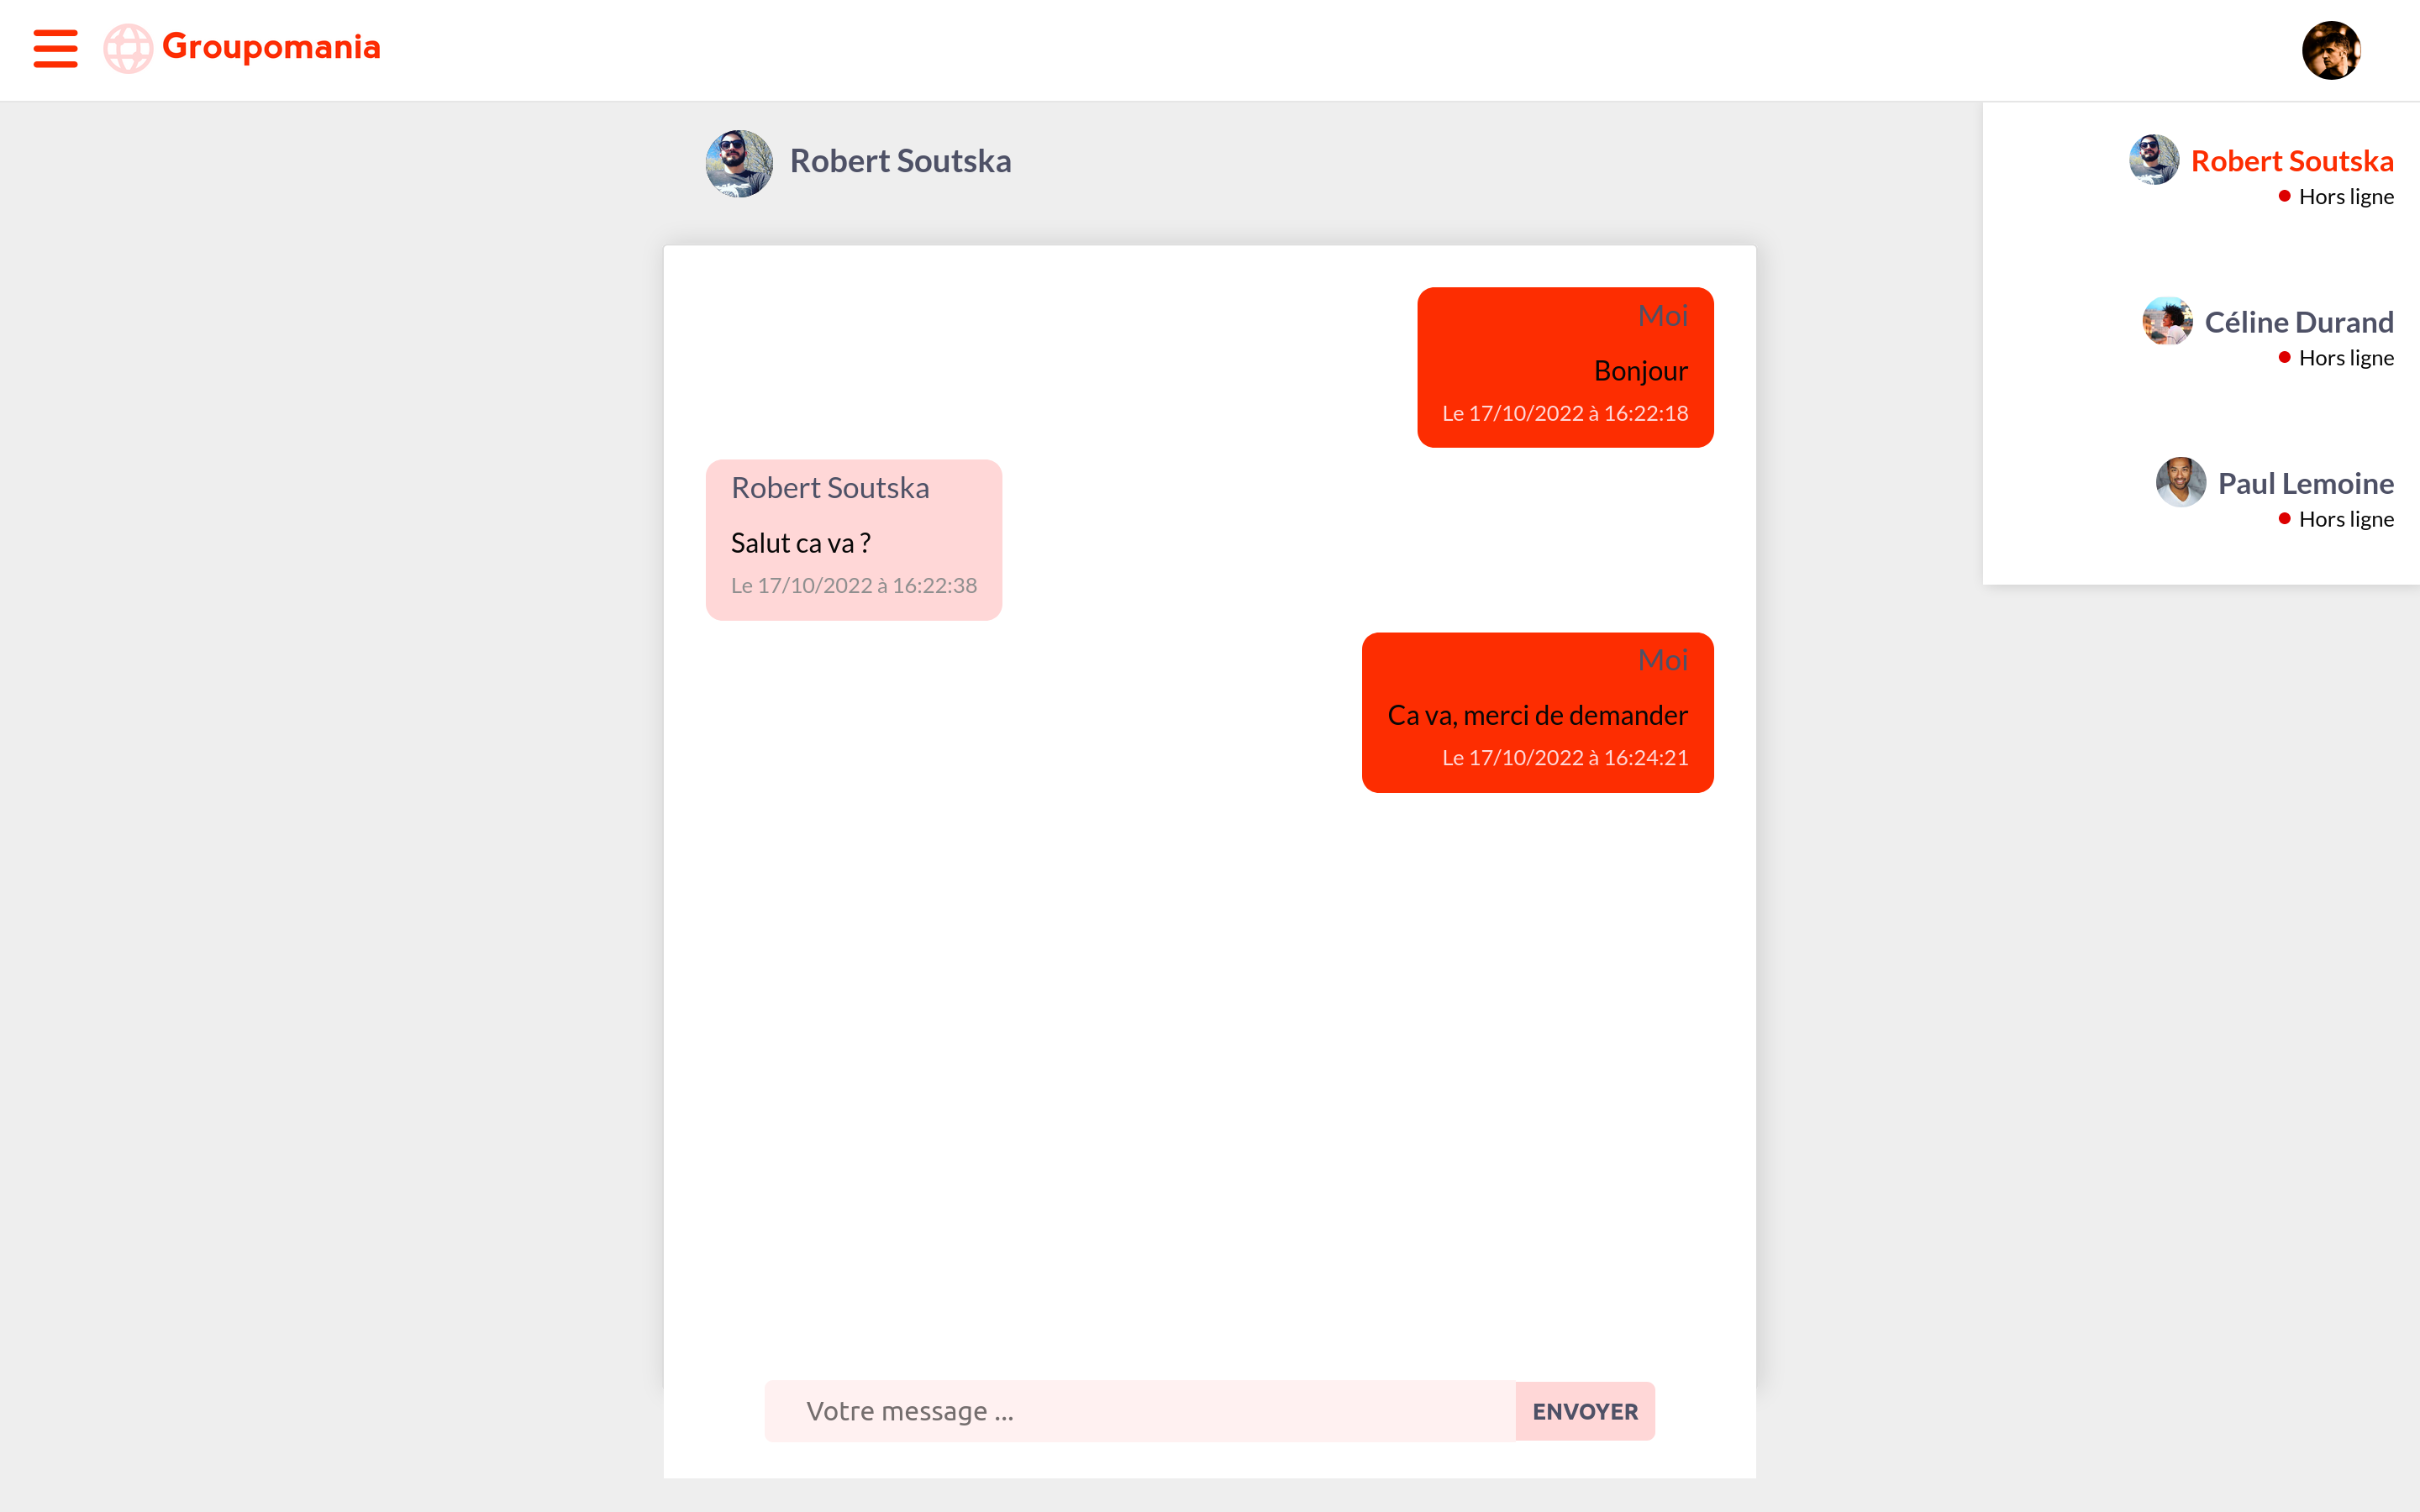 Groupomania
Robert Soutska
Moi
Bonjour
Le 17/10/2022 à 16:22:18
Robert Soutska
Salut ca va ?
Le 17/10/2022 à 16:22:38
Moi
Ca va, merci de demander
Le 17/10/2022 à 16:24:21
Votre message ...
ENVOYER
Robert Soutska
Hors ligne
Céline Durand
Hors ligne
Paul Lemoine
Hors ligne